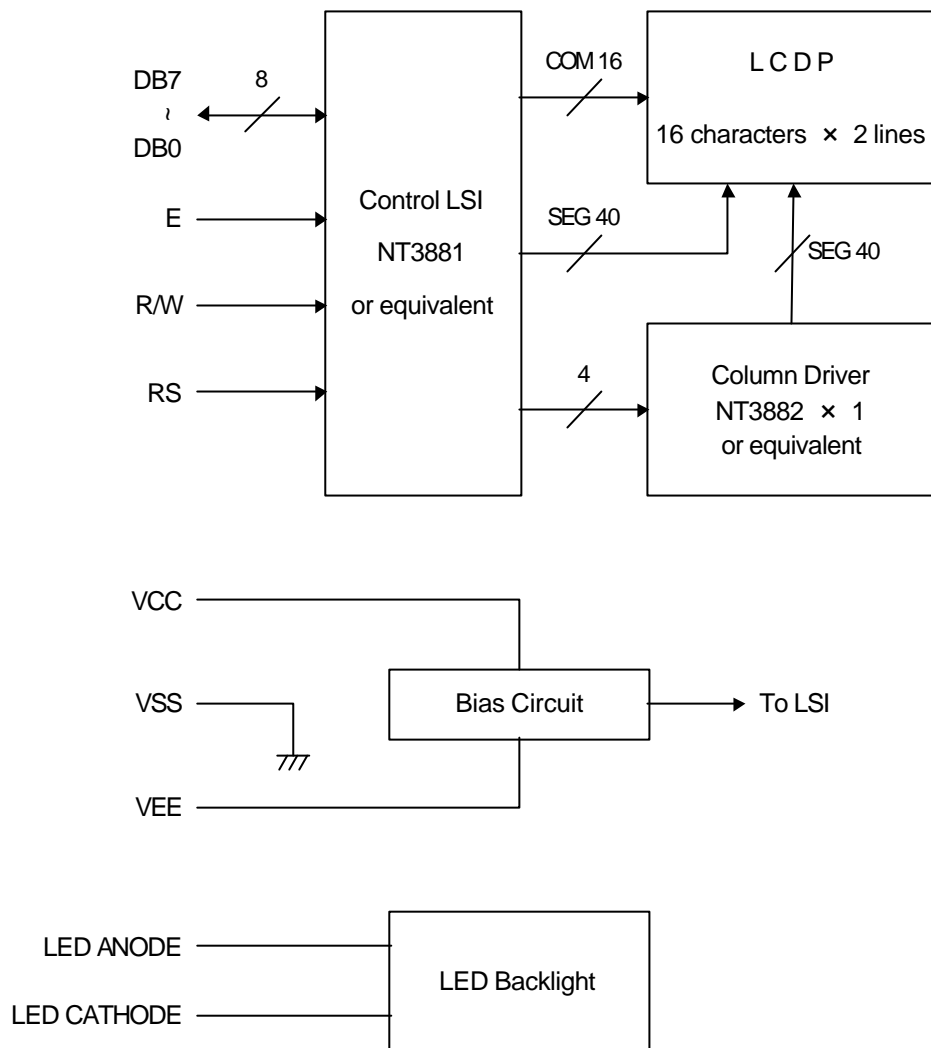 DB7
~
DB0
8
E
R/W
RS
Control LSI
NT3881
or equivalent
COM 16
SEG 40
4
L C D P
16 characters × 2 lines
SEG 40
Column Driver
NT3882 × 1
or equivalent
VCC
VSS
VEE
Bias Circuit
To LSI
LED ANODE
LED CATHODE
LED Backlight